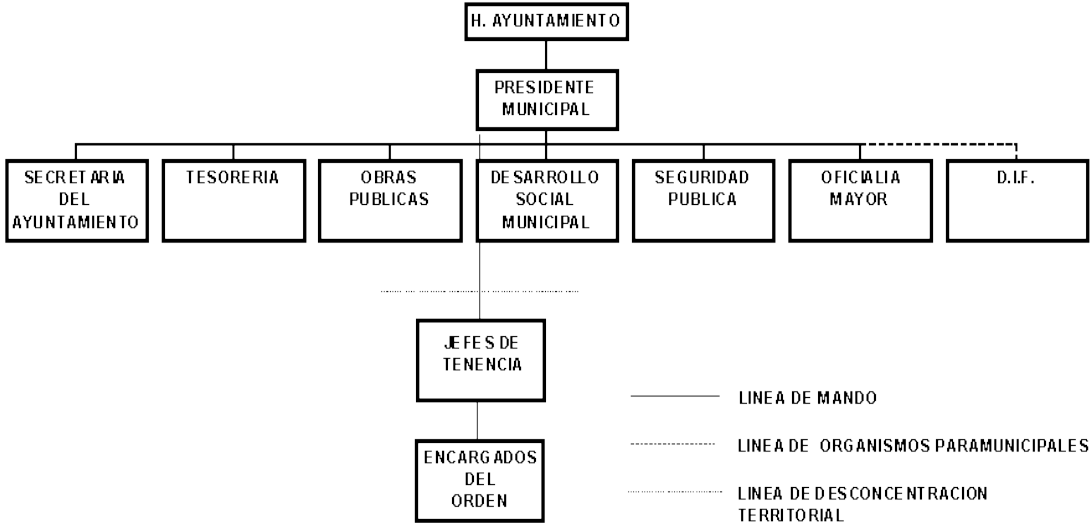 H. AYUNTAMIENTO
PRESIDENTE
MUNICIPAL
SECRETARIA
DEL
AYUNTAMIENTO
TESORERIA
OBRAS
PUBLICAS
DESARROLLO
SOCIAL
MUNICIPAL
SEGURIDAD
PUBLICA
OFICIALIA
MAYOR
D.I.F.
JEFES DE
TENENCIA
ENCARGADOS
DEL
ORDEN
LINEA DE MANDO
LINEA DE ORGANISMOS PARAMUNICIPALES
LINEA DE DESCONCENTRACION
TERRITORIAL